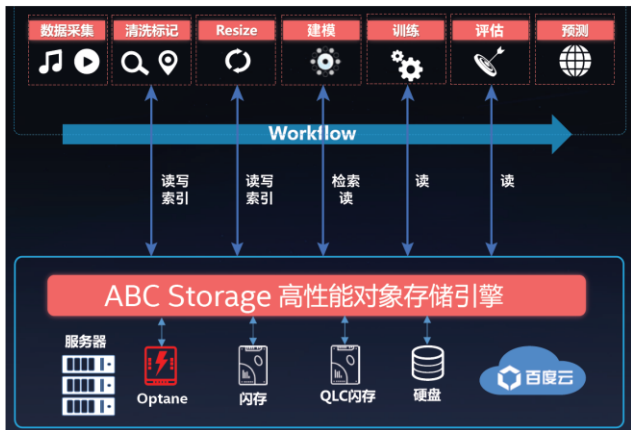 数据采集
清洗标记
Resize
建模
训练
评估
预测
Workflow
读写
索引
读写
索引
检索
读
读
读
ABC Storage 高性能对象存储引擎
服务器
Optane
闪存
QLC闪存
硬盘
百度云